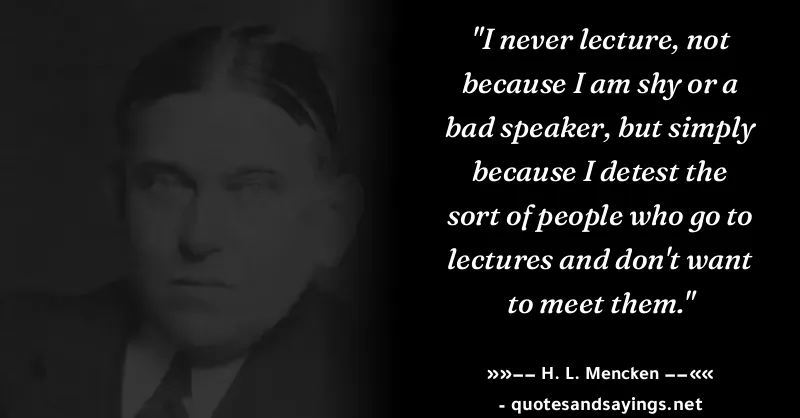 "I never lecture, not
because I am shy or a
bad speaker, but simply
because I detest the
sort of people who go to
lectures and don't want
to meet them."
»»–– H. L. Mencken ––««
- quotesandsayings.net